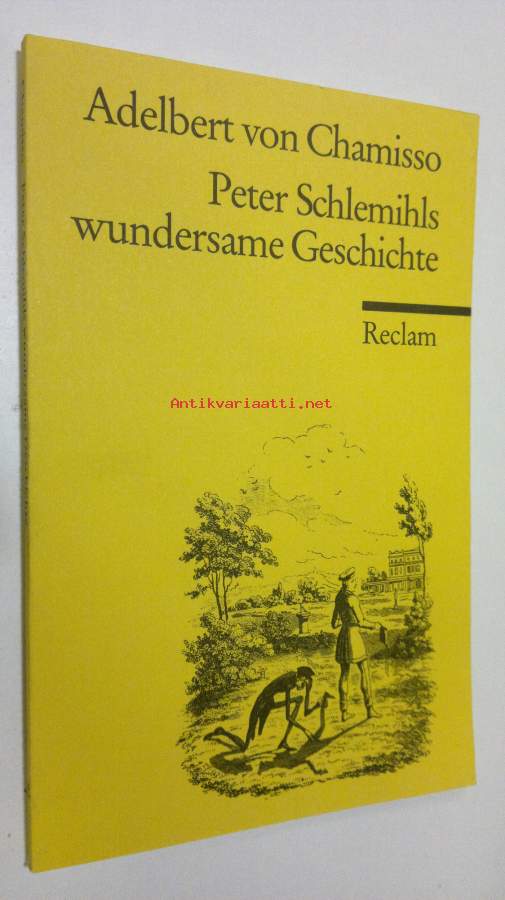 Adelbert von Chamisso
Peter Schlemihls
wundersame Geschichte
Reclam
Antikvariaatti.net